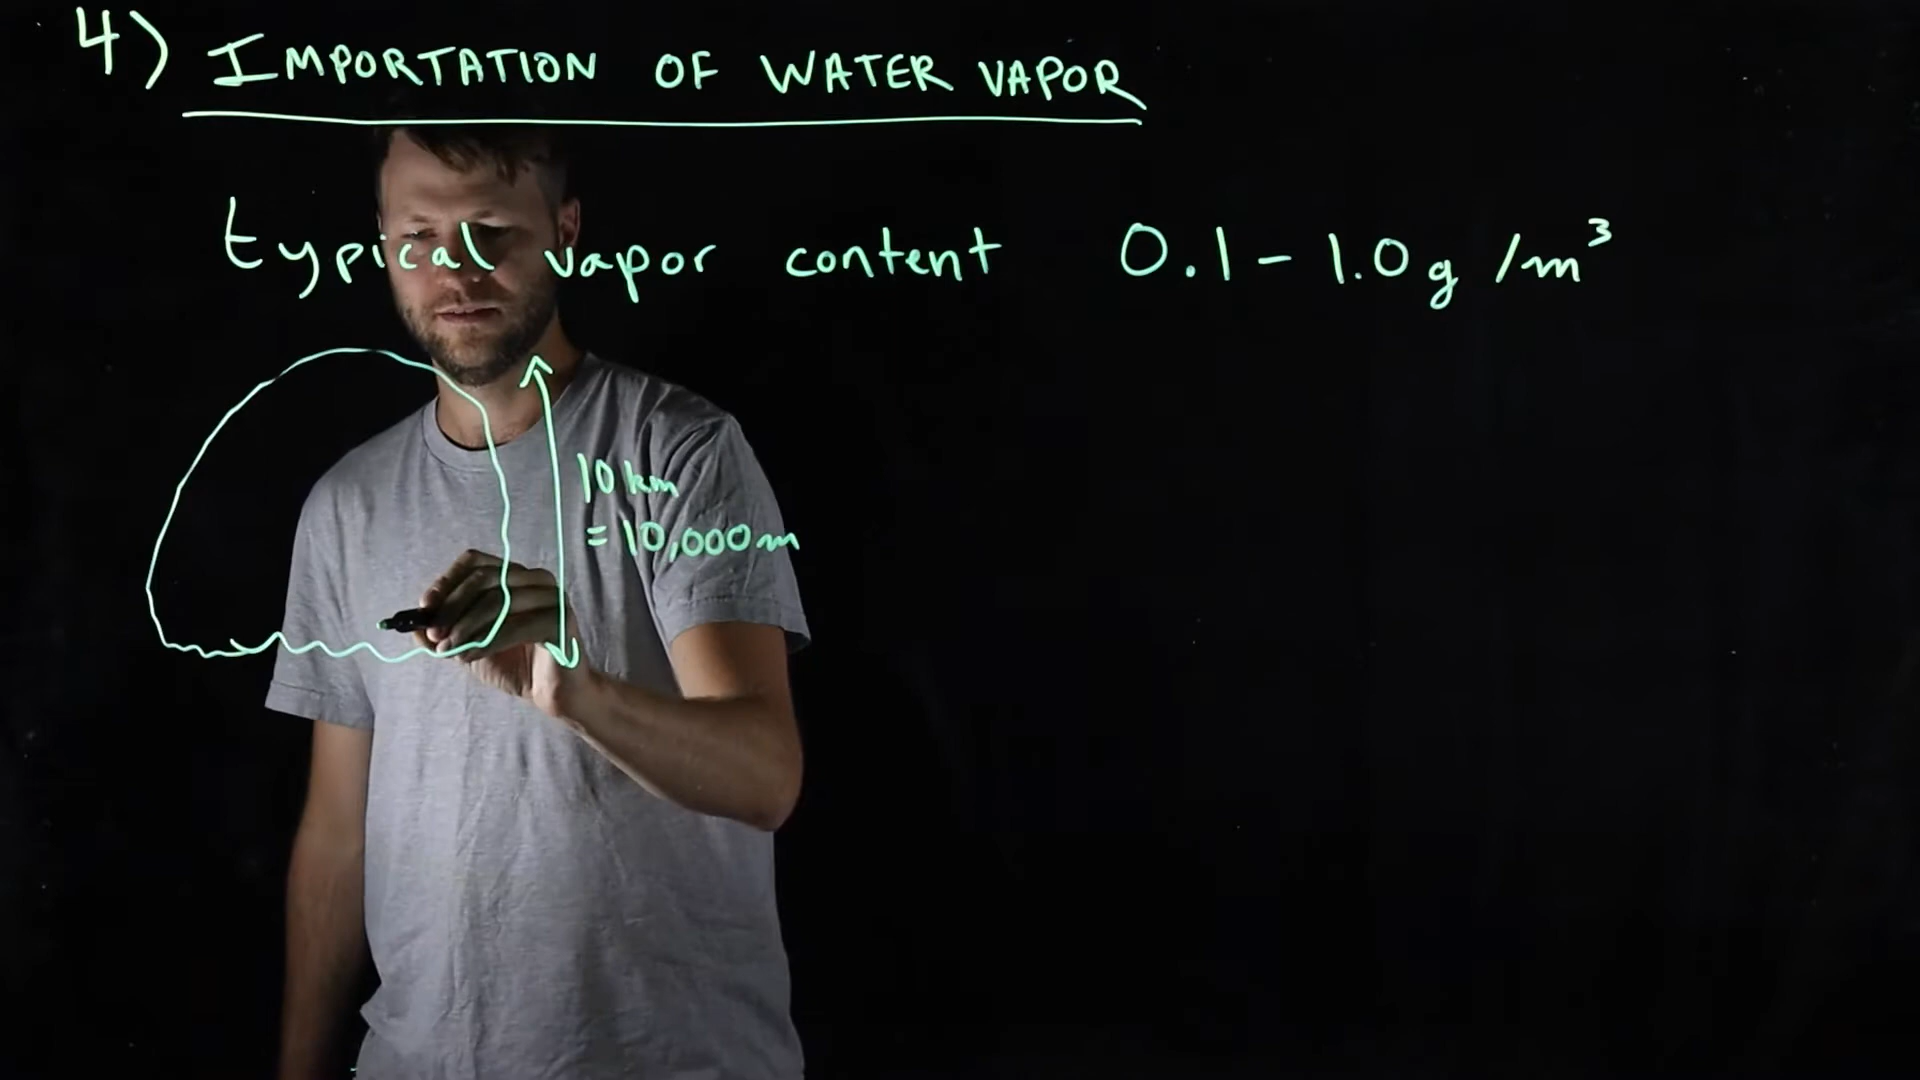 4) IMPORTATION OF WATER VAPOR
typical vapor content 0.1 - 1.0 g /m³
10 km
= 10,000 m